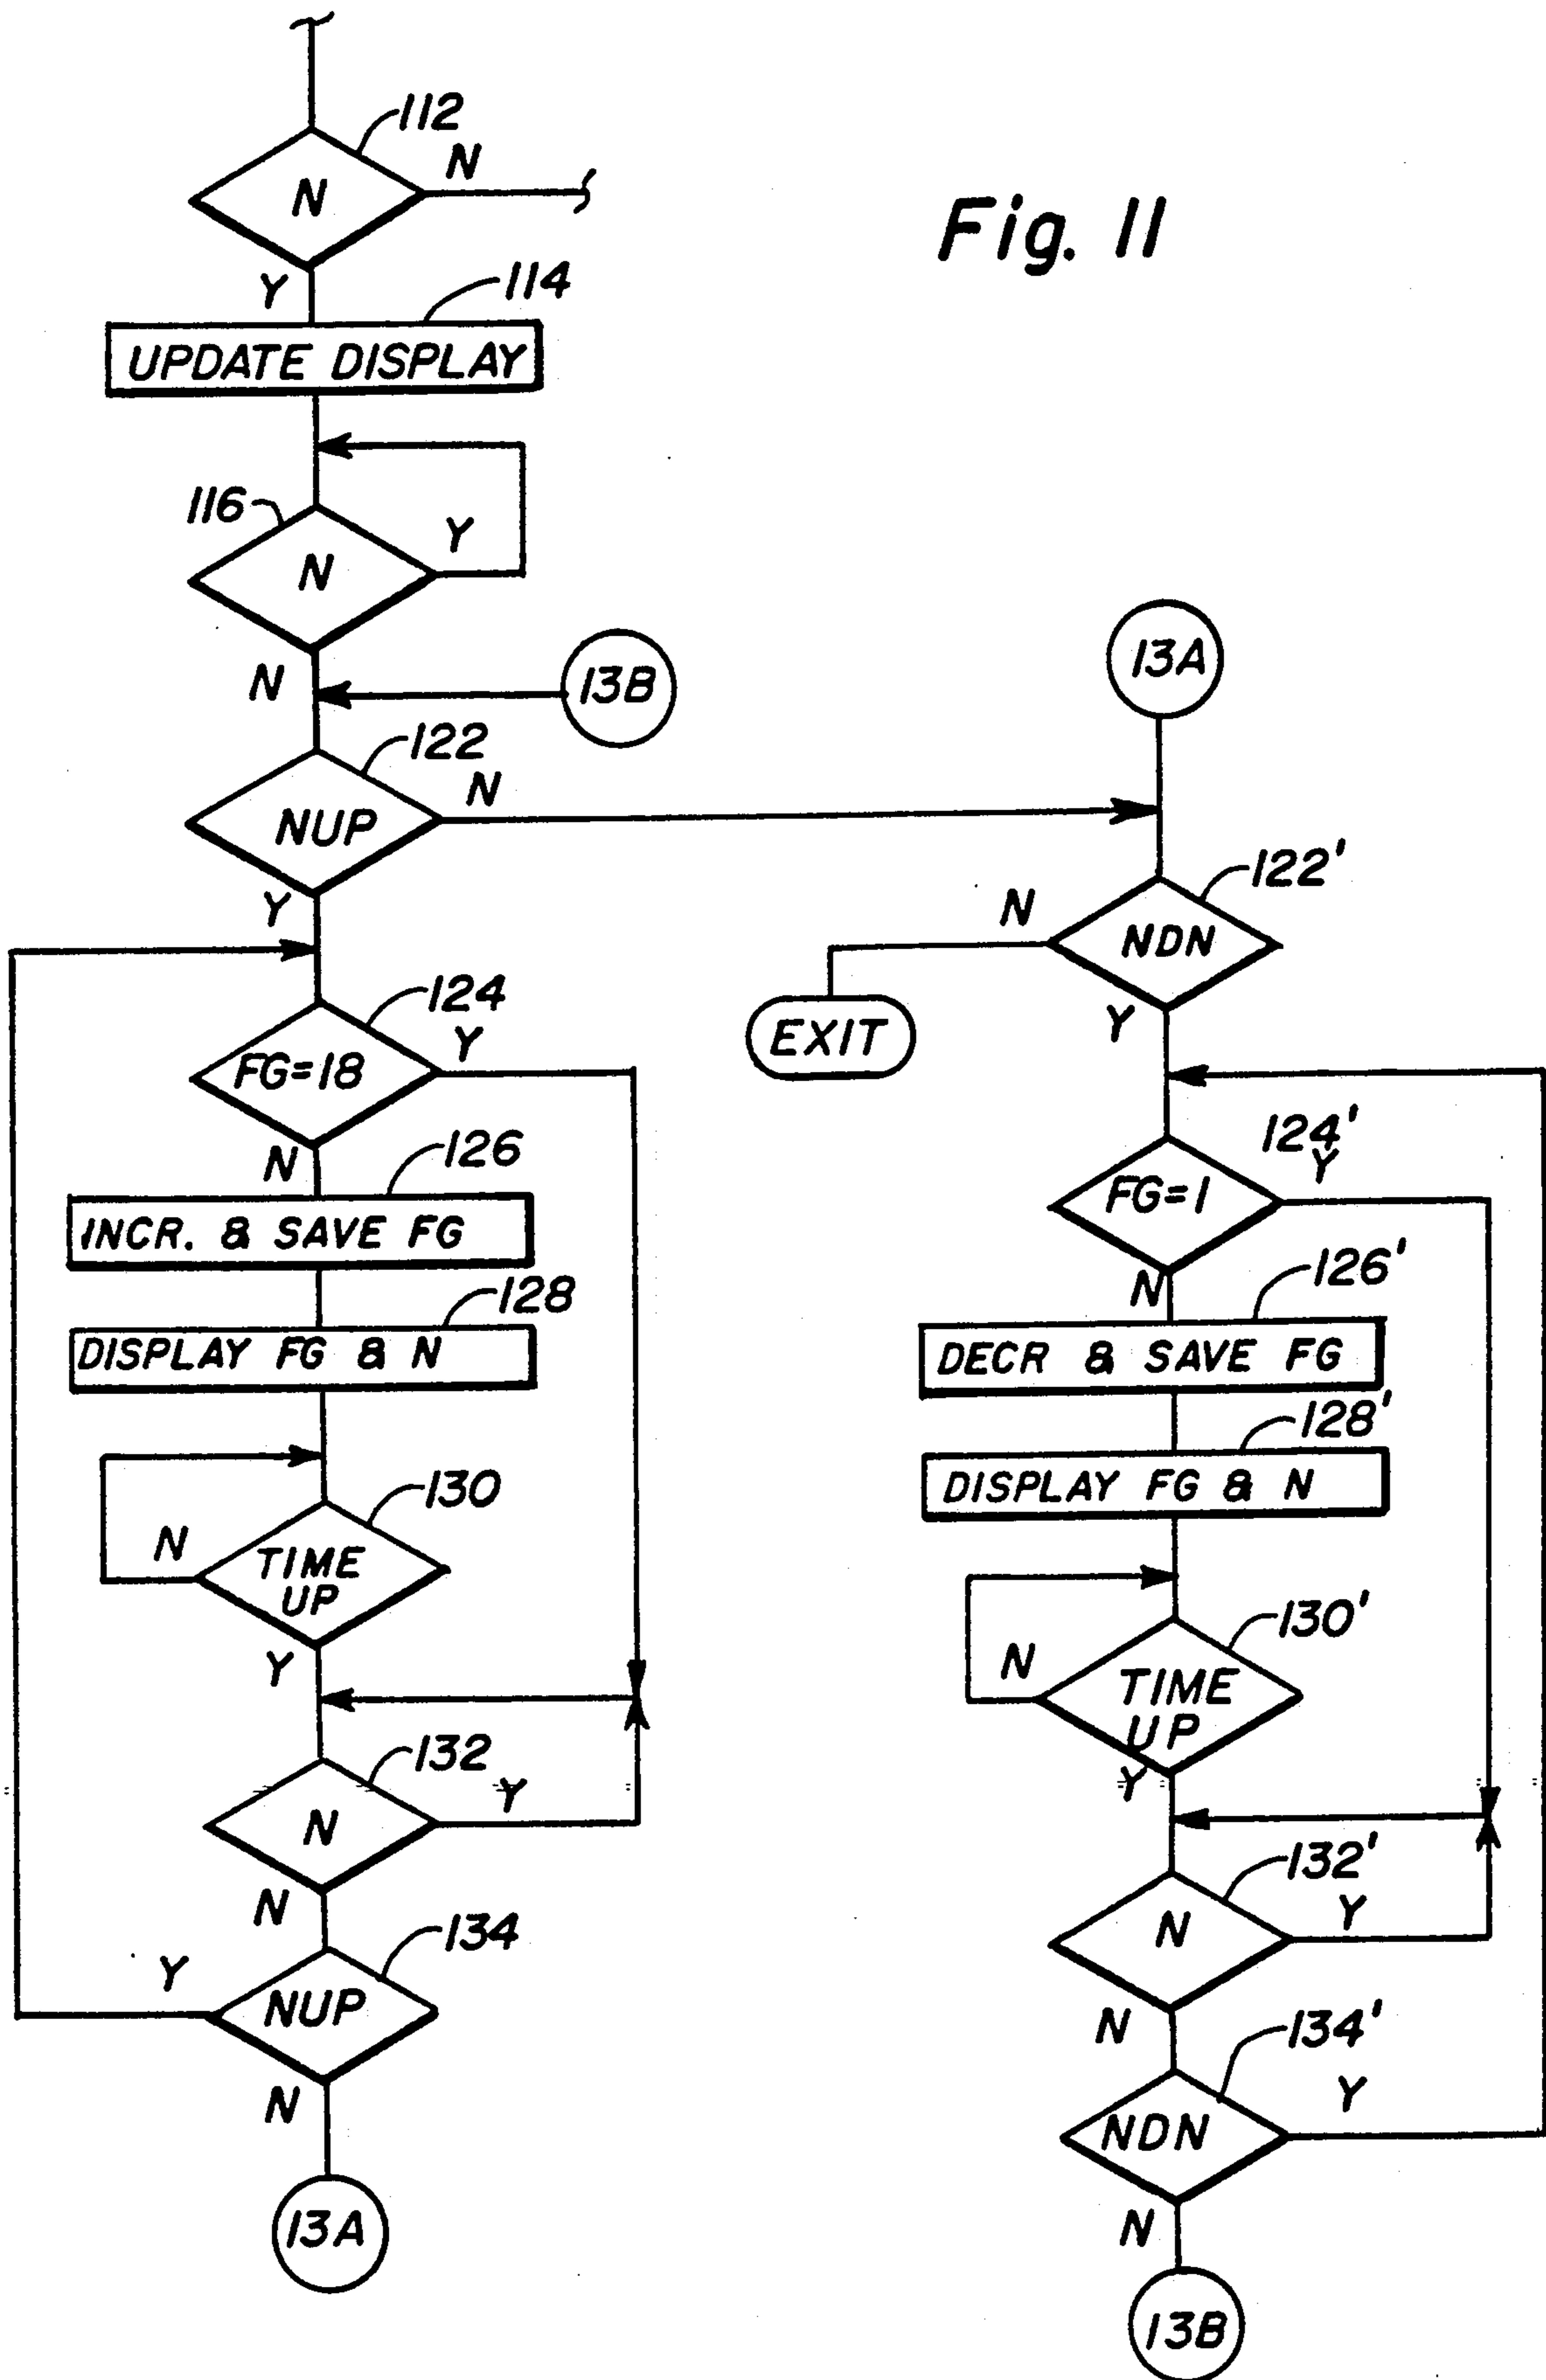 112
N
N
Fig. 11
Y
114
UPDATE DISPLAY
116
Y
N
N
13B
13A
122
N
NUP
122'
N
NDN
Y
Y
124
Y
FG=18
EXIT
N
126
INCR. & SAVE FG
128
DISPLAY FG & N
124'
Y
FG=1
N
126'
DECR & SAVE FG
128'
DISPLAY FG & N
130
N
TIME
UP
Y
130'
N
TIME
UP
Y
132
Y
N
N
134
Y
NUP
N
13A
132'
Y
N
N
134'
Y
NDN
N
13B